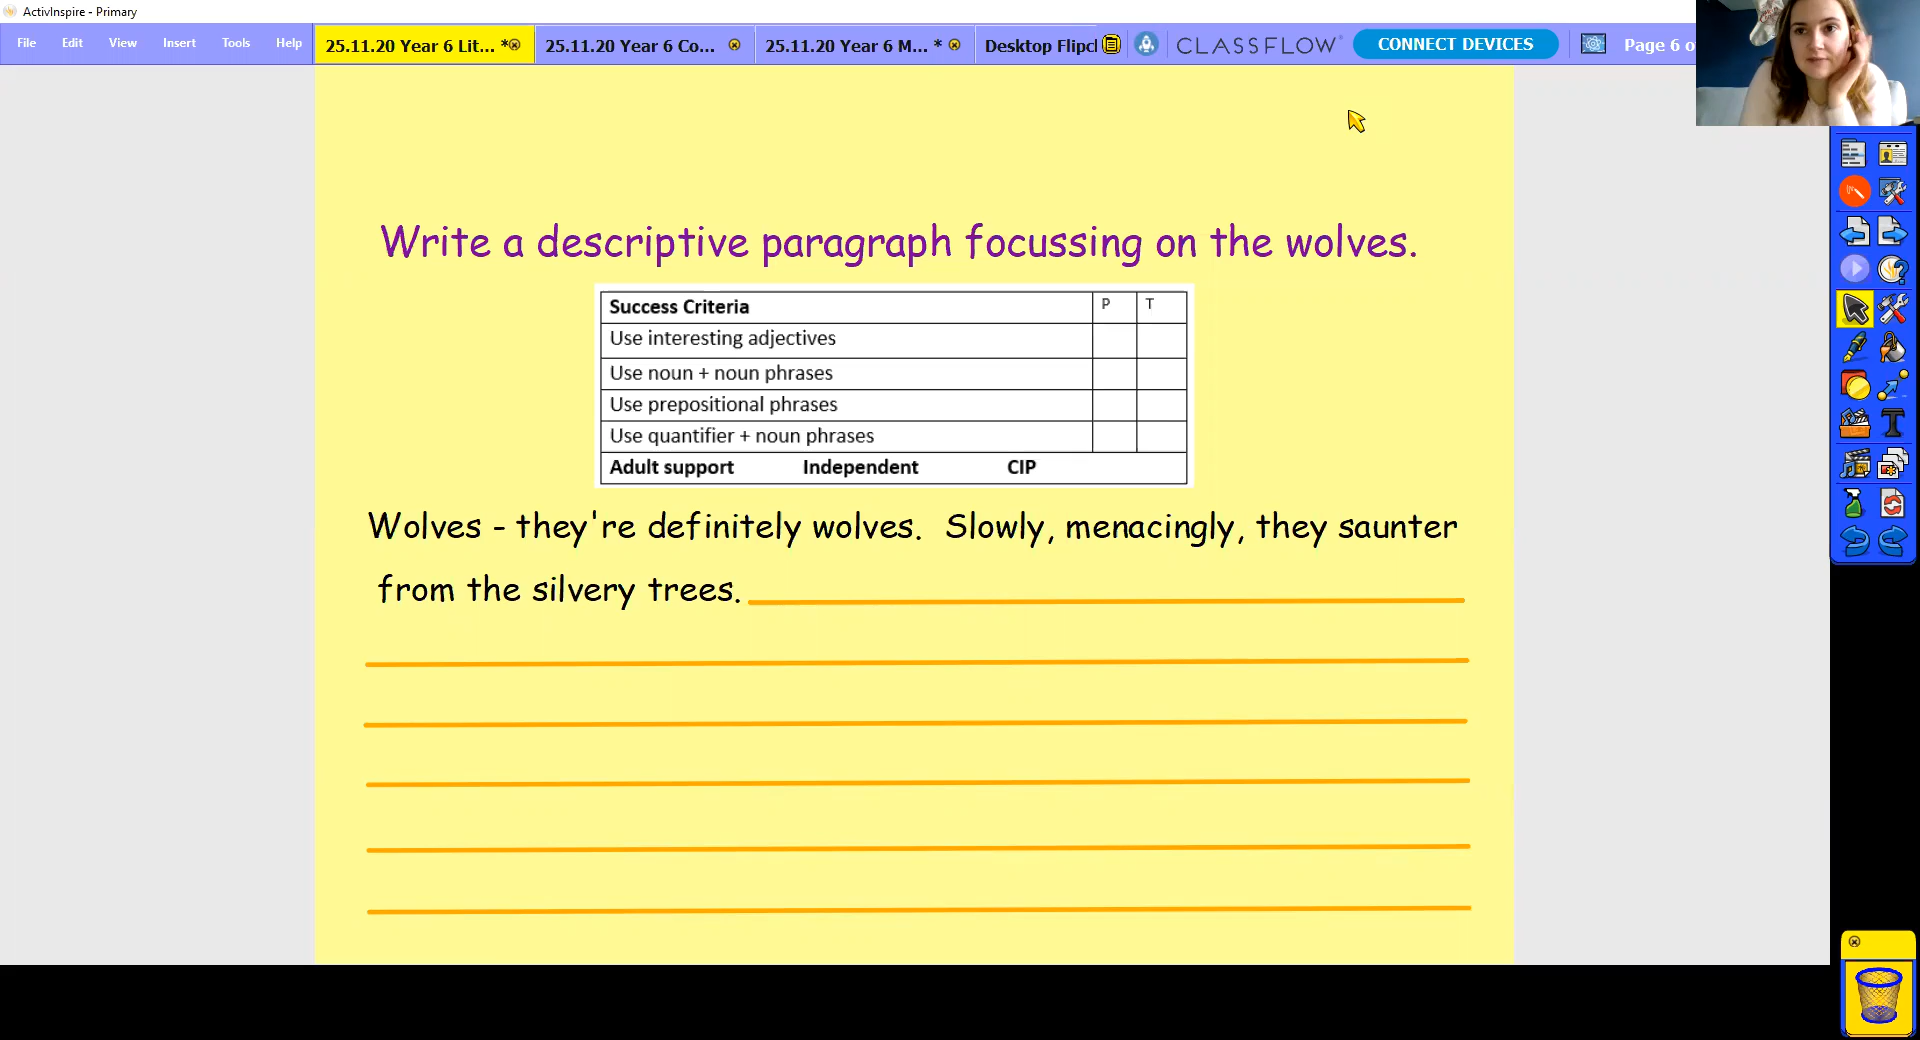 ActivInspire - Primary
File Edit View Insert Tools Help 25.11.20 Year 6 Lit... * 25.11.20 Year 6 Co... 25.11.20 Year 6 M... * Desktop Flipcl CLASSFLOW CONNECT DEVICES Page 6 o
Write a descriptive paragraph focussing on the wolves.
Success Criteria P T
Use interesting adjectives
Use noun + noun phrases
Use prepositional phrases
Use quantifier + noun phrases
Adult support Independent CIP
Wolves - they're definitely wolves. Slowly, menacingly, they saunter
from the silvery trees.